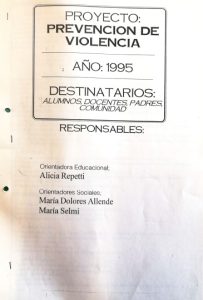 PROYECTO:
PREVENCION DE
VIOLENCIA
AÑO: 1995
DESTINATARIOS:
ALUMNOS, DOCENTES, PADRES,
COMUNIDAD
RESPONSABLES:
Orientadora Educacional;
Alicia Repetti
Orientadores Sociales;
María Dolores Allende
María Selmi